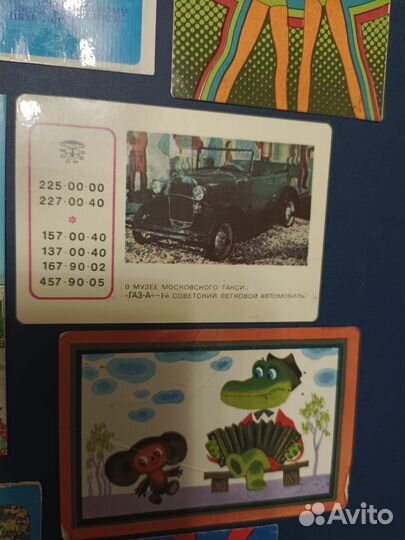 225-00-00
227-00-40
*
157-00-40
137-00-40
167-90-02
457-90-05
В МУЗЕЕ МОСКОВСКОГО ТАКСИ.
«ГАЗ-А»—1-й СОВЕТСКИЙ ЛЕГКОВОЙ АВТОМОБИЛЬ
Avito